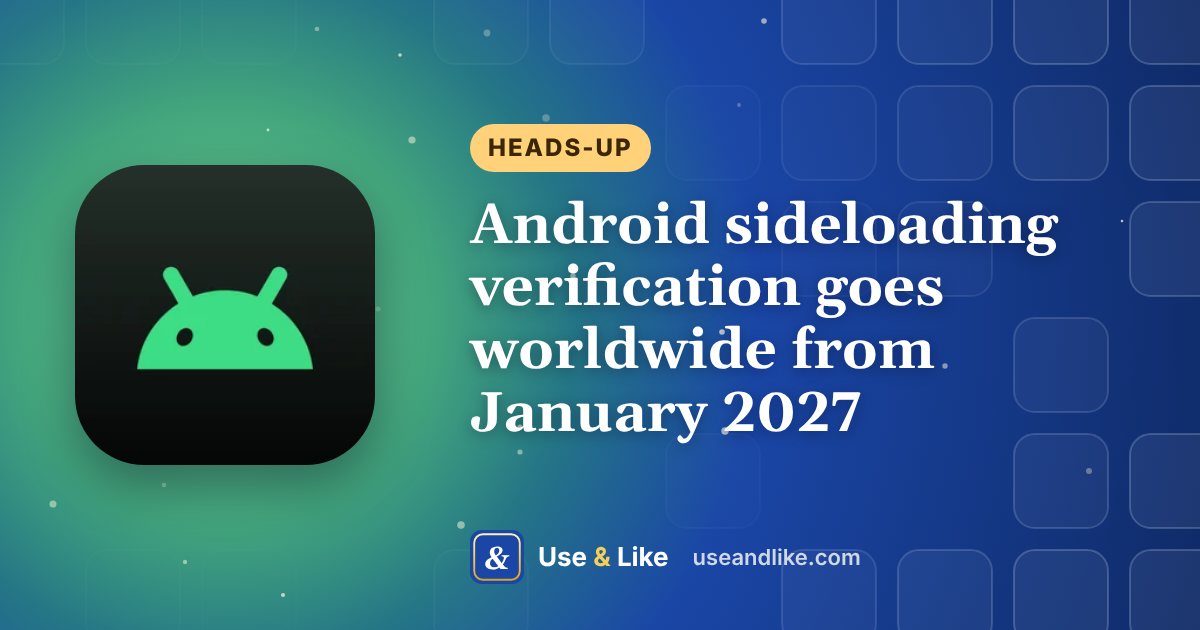 HEADS-UP
Android sideloading
verification goes
worldwide from
January 2027
& Use & Like useandlike.com